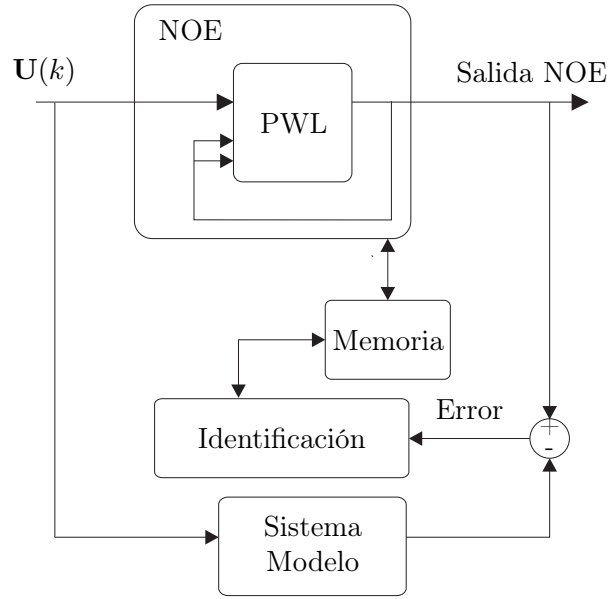 NOE
U(k)
Salida NOE
PWL
Memoria
Error
+
-
Identificación
Sistema
Modelo